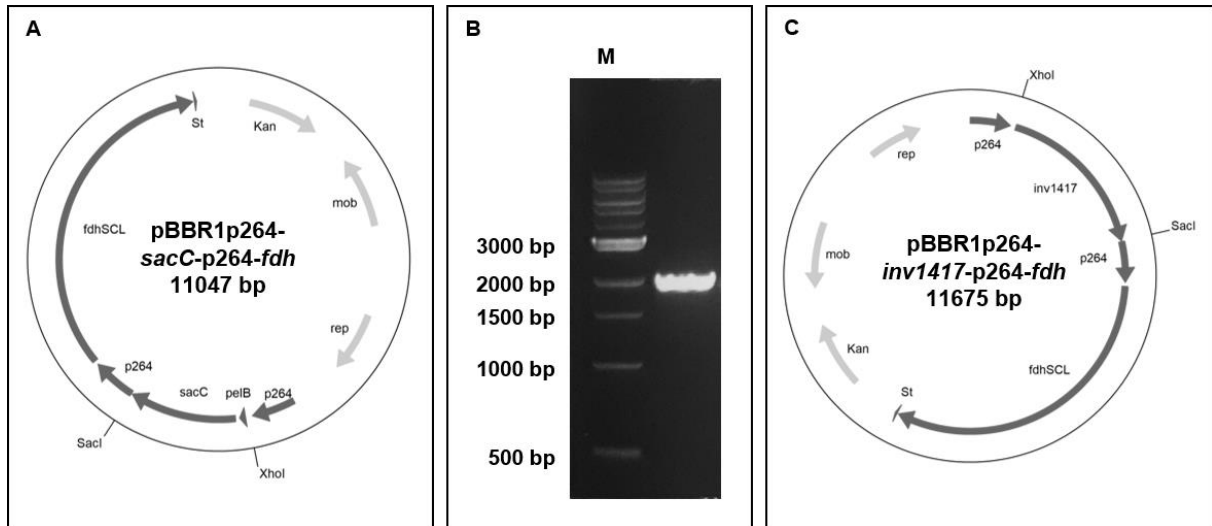 A
St
Kan
mob
fdhSCL
pBBR1p264-
sacC-p264-fdh
11047 bp
rep
p264
sacC
pelB
p264
SacI
XhoI
B
M
3000 bp
2000 bp
1500 bp
1000 bp
500 bp
C
XhoI
p264
rep
inv1417
SacI
p264
mob
pBBR1p264-
inv1417-p264-fdh
11675 bp
Kan
fdhSCL
St